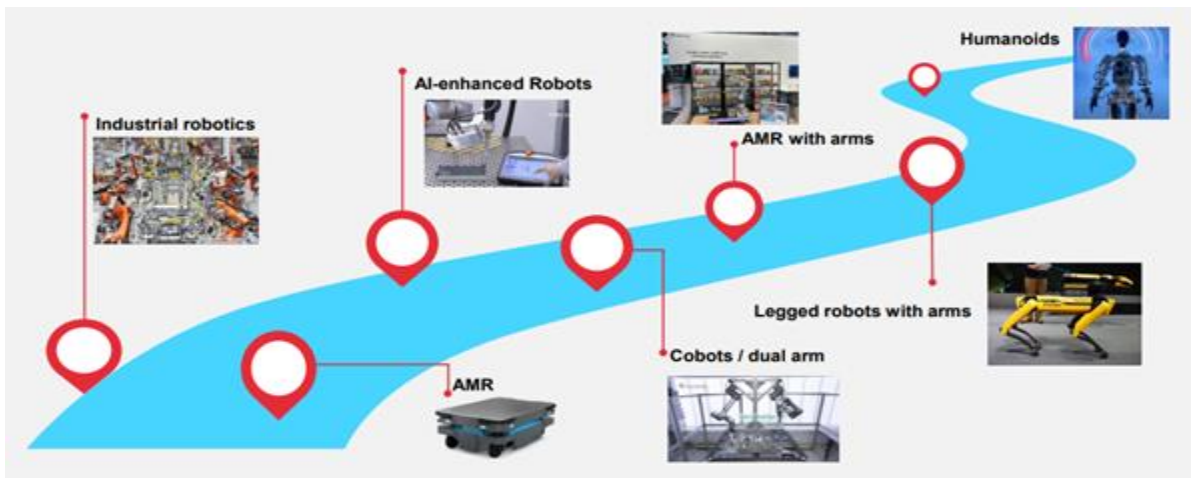 Industrial robotics
AI-enhanced Robots
AMR with arms
Humanoids
AMR
Cobots / dual arm
Legged robots with arms